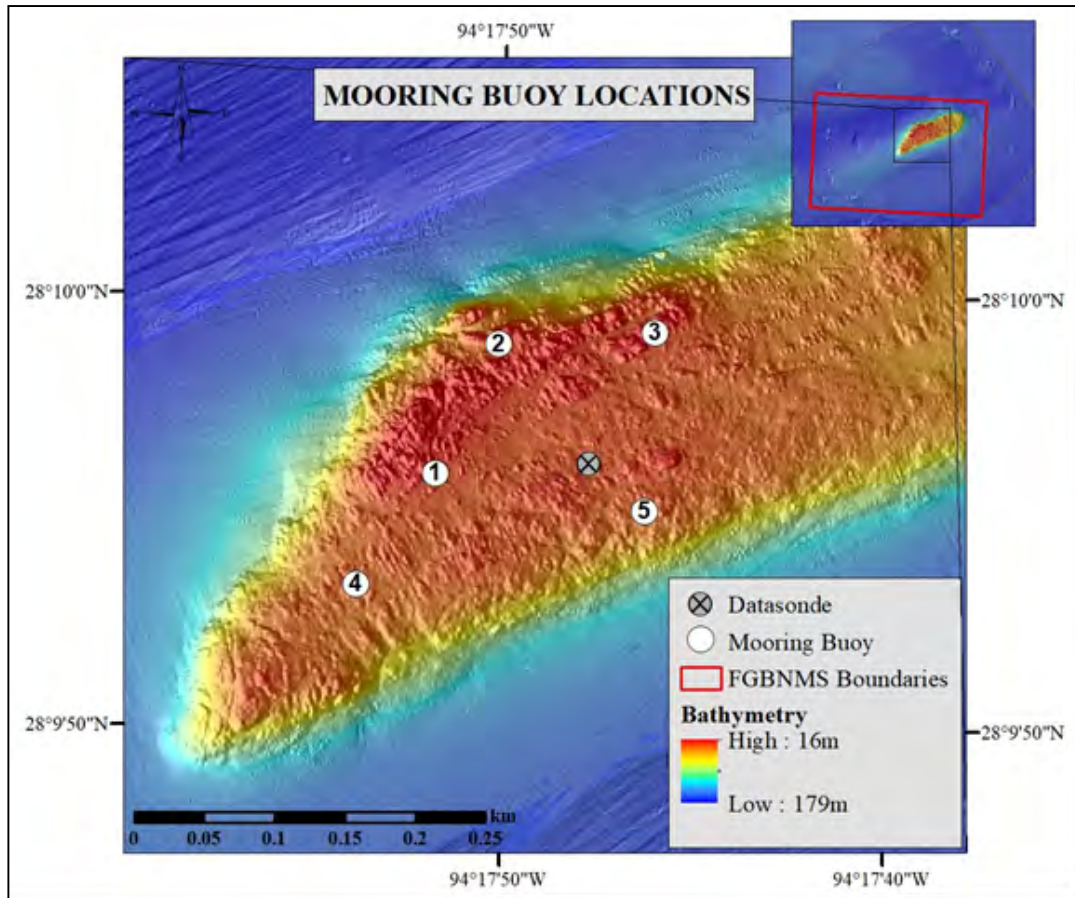 94°17'50"W
MOORING BUOY LOCATIONS
28°10'0"N
28°10'0"N
2
3
1
5
4
Datasonde
Mooring Buoy
FGBNMS Boundaries
Bathymetry
High : 16m
Low : 179m
28°9'50"N
28°9'50"N
km
0 0.05 0.1 0.15 0.2 0.25
94°17'50"W
94°17'40"W